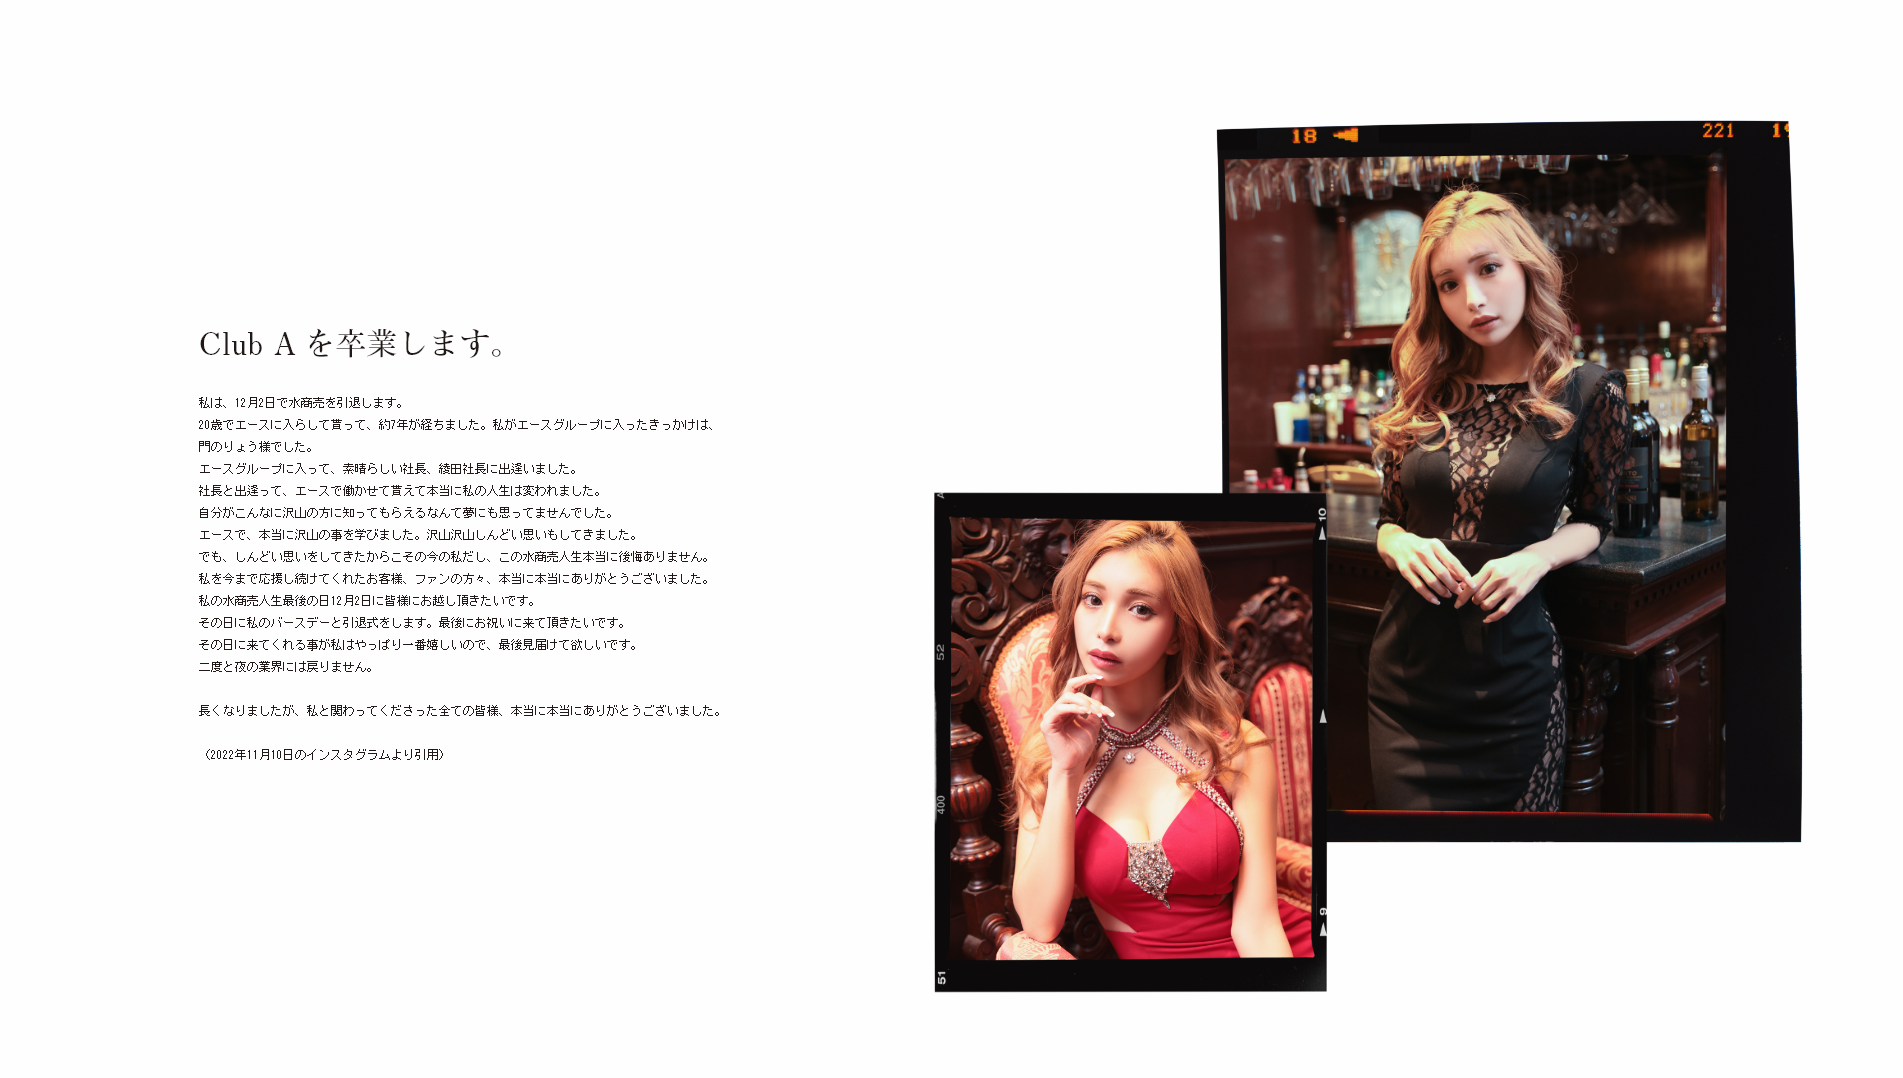 Club A を卒業します。
私は、12月2日で水商売を引退します。
20歳でエースに入らして貰って、約7年が経ちました。私がエースグループに入ったきっかけは、
門のりょう様でした。
エースグループに入って、素晴らしい社長、綾田社長に出逢いました。
社長と出逢って、エースで働かせて貰えて本当に私の人生は変われました。
自分がこんなに沢山の方に知ってもらえるなんて夢にも思ってませんでした。
エースで、本当に沢山の事を学びました。沢山沢山しんどい思いもしてきました。
でも、しんどい思いをしてきたからこその今の私だし、この水商売人生本当に後悔ありません。
私を今まで応援し続けてくれたお客様、ファンの方々、本当に本当にありがとうございました。
私の水商売人生最後の日12月2日に皆様にお越し頂きたいです。
その日に私のバースデーと引退式をします。最後にお祝いに来て頂きたいです。
その日に来てくれる事が私はやっぱり一番嬉しいので、最後見届けて欲しいです。
二度と夜の業界には戻りません。
長くなりましたが、私と関わってくださった全ての皆様、本当に本当にありがとうございました。
（2022年11月10日のインスタグラムより引用）
18
221
10
52
400
9
51